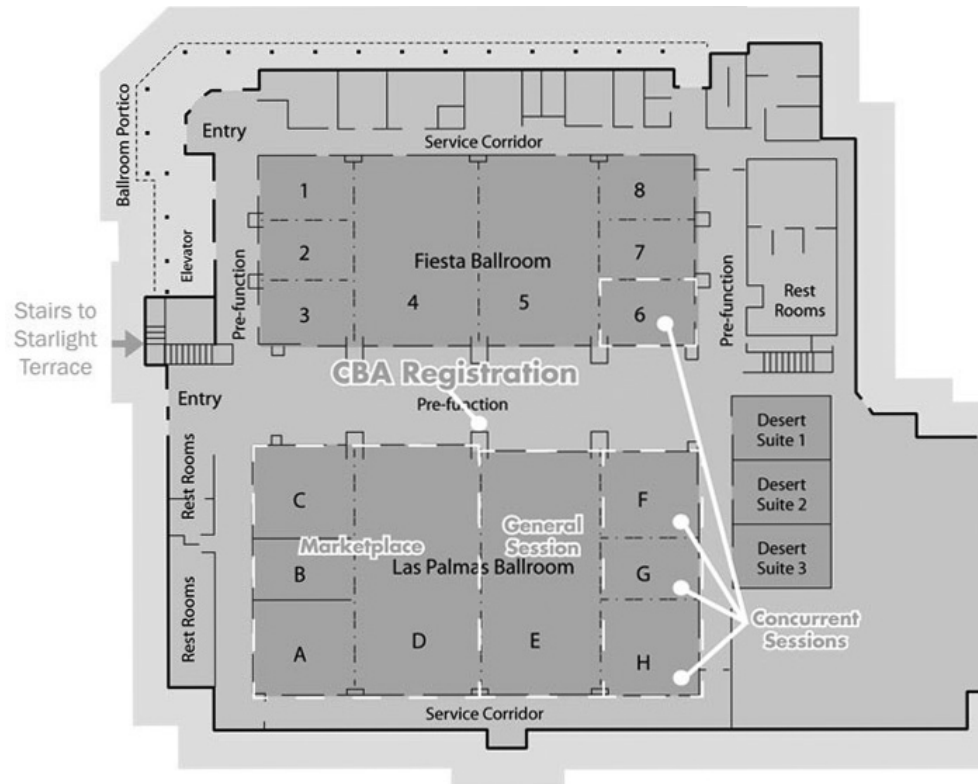 Ballroom Portico
Entry
Service Corridor
Elevator
Pre-function
1
2
3
Fiesta Ballroom
4
5
8
7
6
Pre-function
Rest
Rooms
Stairs to
Starlight
Terrace
CBA Registration
Pre-function
Entry
Rest Rooms
Rest Rooms
C
B
A
Marketplace
D
Las Palmas Ballroom
General
Session
E
F
G
H
Desert
Suite 1
Desert
Suite 2
Desert
Suite 3
Concurrent
Sessions
Service Corridor